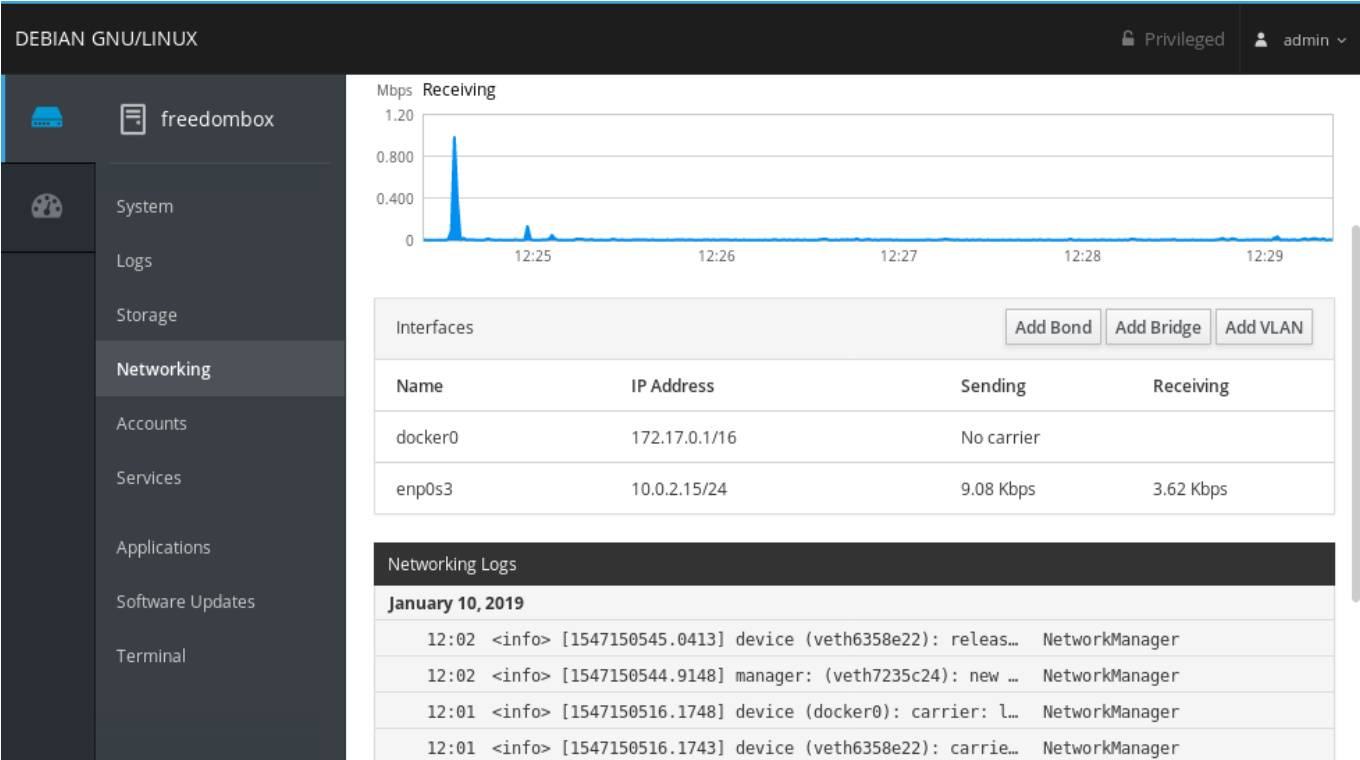 DEBIAN GNU/LINUX
Privileged
admin
freedombox
System
Logs
Storage
Networking
Accounts
Services
Applications
Software Updates
Terminal
Mbps Receiving
1.20
0.800
0.400
0
12:25 12:26 12:27 12:28 12:29
Interfaces Add Bond Add Bridge Add VLAN
Name IP Address Sending Receiving
docker0 172.17.0.1/16 No carrier
enp0s3 10.0.2.15/24 9.08 Kbps 3.62 Kbps
Networking Logs
January 10, 2019
12:02 <info> [1547150545.0413] device (veth6358e22): releas… NetworkManager
12:02 <info> [1547150544.9148] manager: (veth7235c24): new … NetworkManager
12:01 <info> [1547150516.1748] device (docker0): carrier: l… NetworkManager
12:01 <info> [1547150516.1743] device (veth6358e22): carrie… NetworkManager